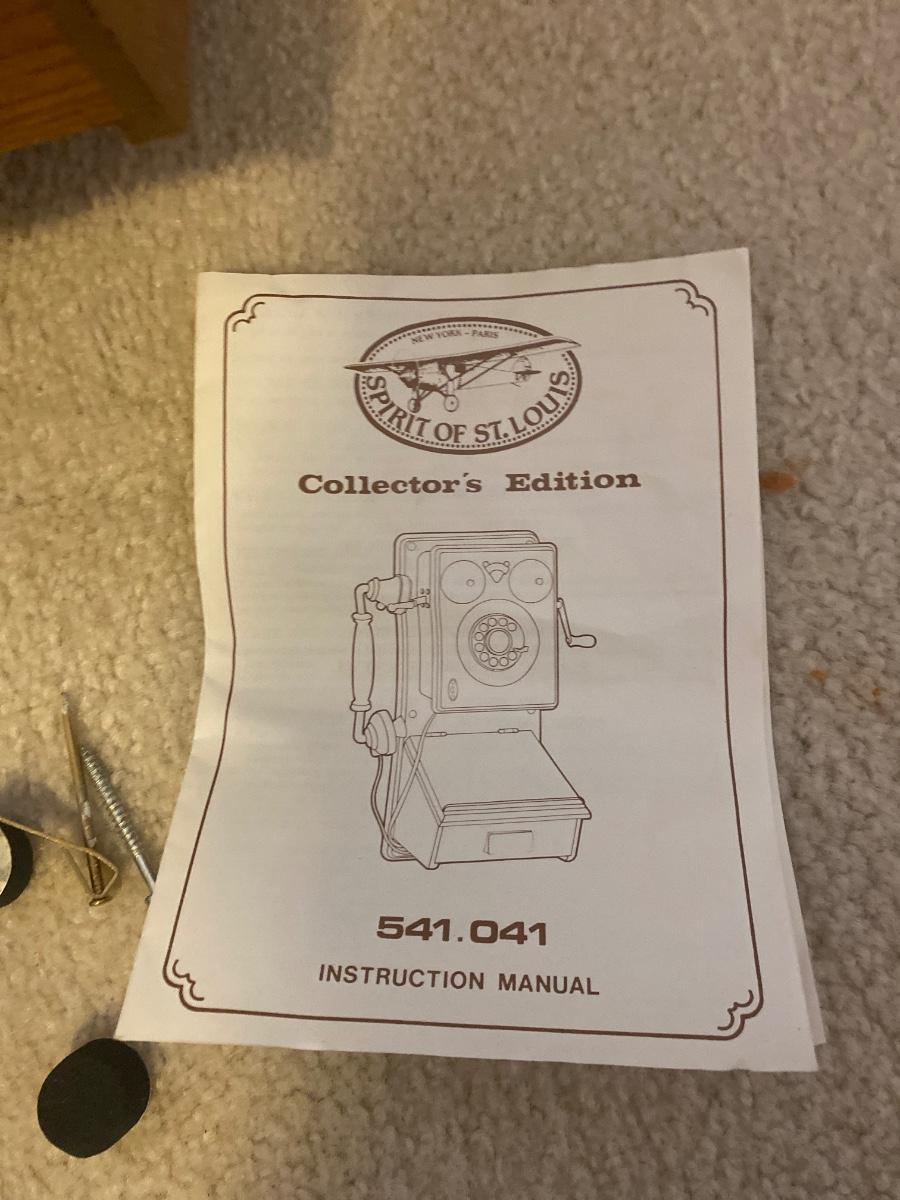 NEW YORK - PARIS
SPIRIT OF ST. LOUIS
Collector's Edition
541.041
INSTRUCTION MANUAL